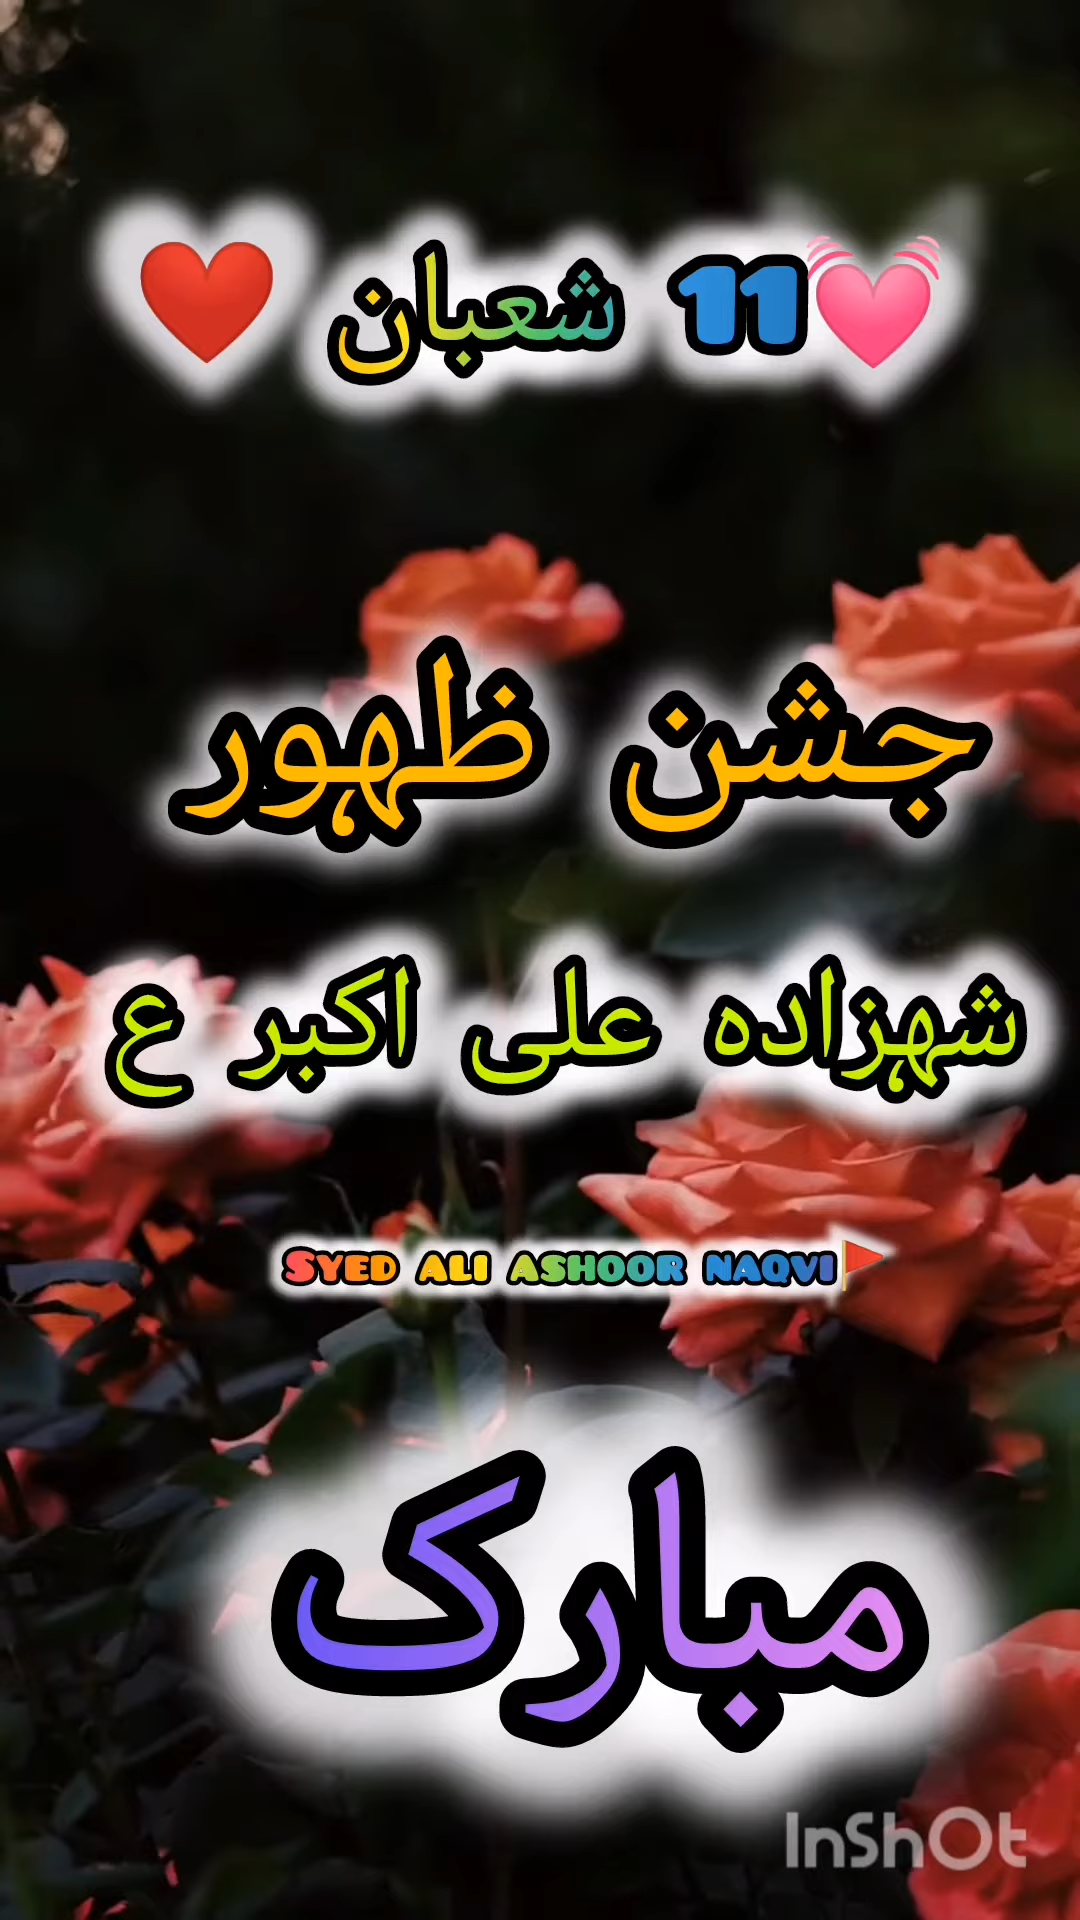 💓11 شعبان ❤️
جشن ظہور
شہزادہ علی اکبر ع
Syed ali ashoor naqvi🚩
مبارک
InShOt